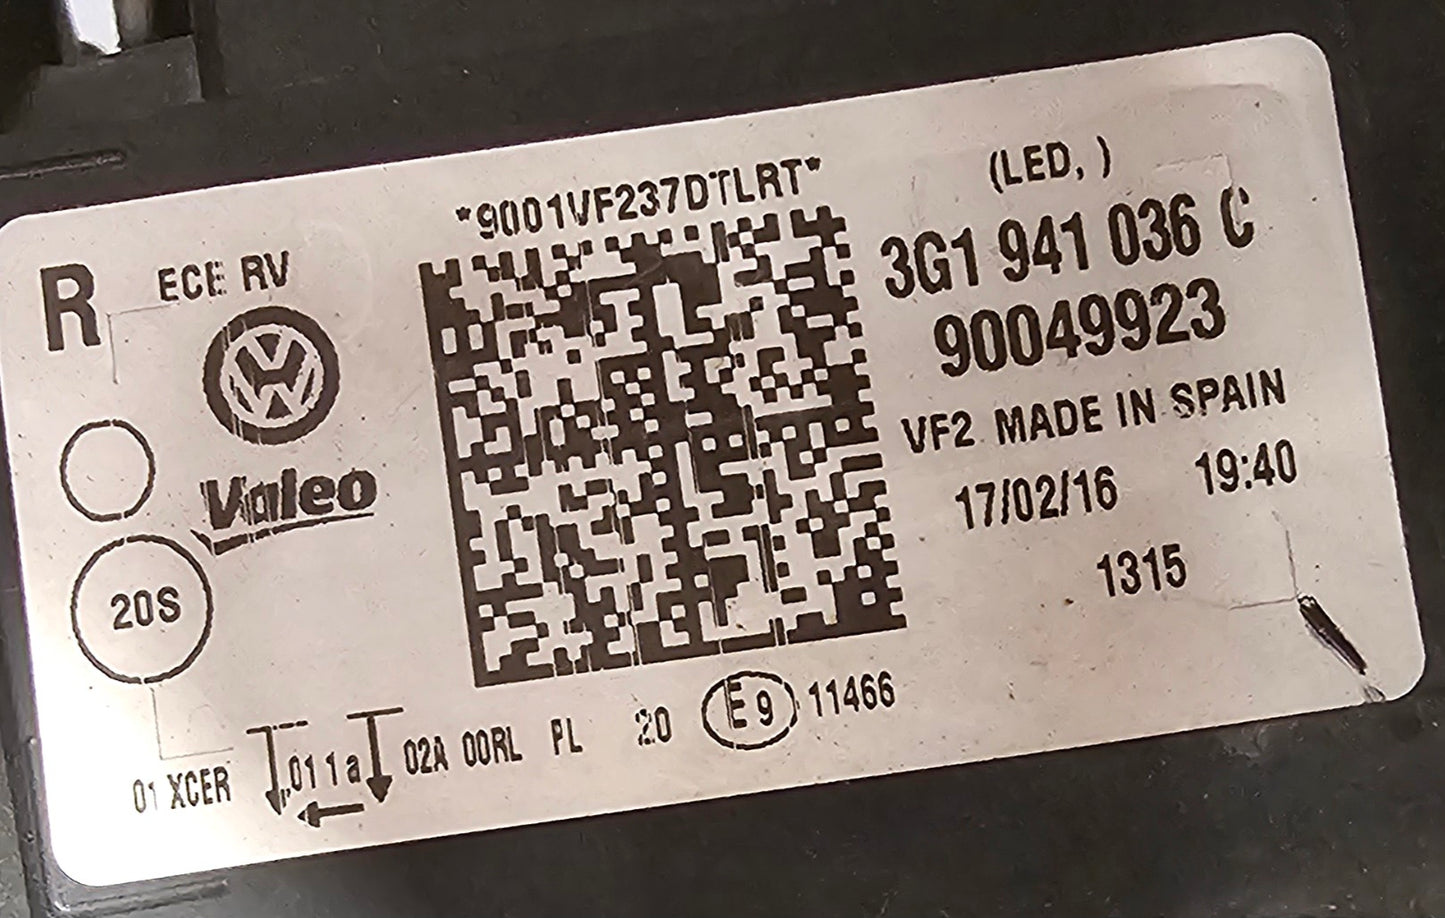 *9001VF237DTLRT*
(LED, )
R
ECE RV
3G1 941 036 C
90049923
VF2 MADE IN SPAIN
Valeo
17/02/16 19:40
20S
1315
01 XCER 011a 02A 00RL PL 20 E9 11466